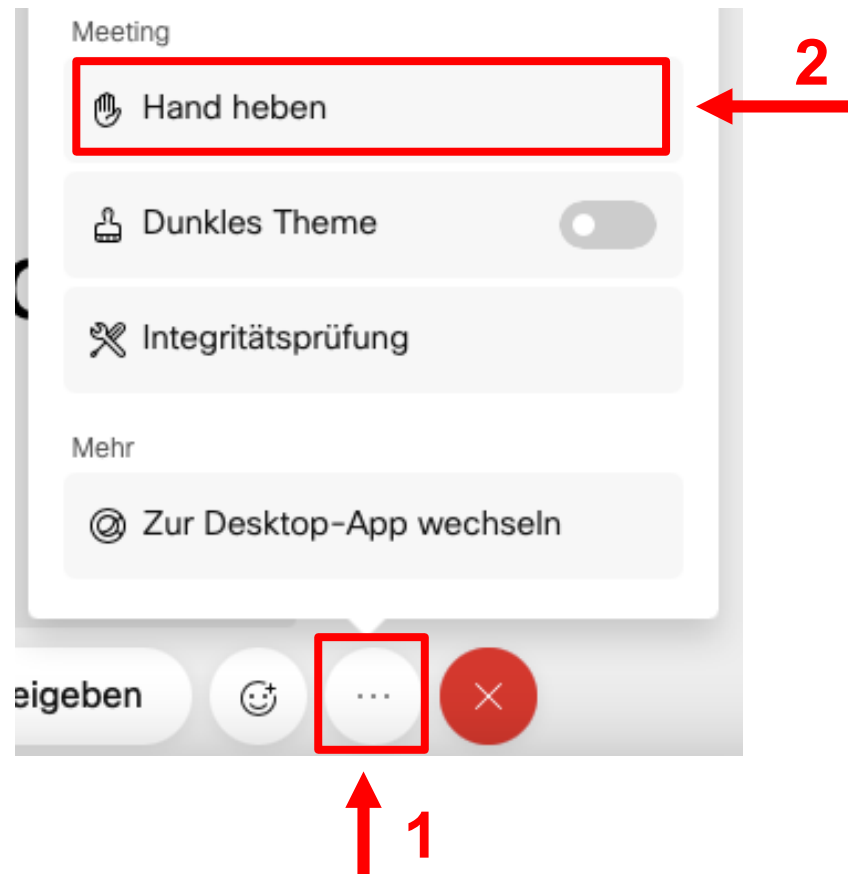 Meeting
Hand heben
2
Dunkles Theme
Integritätsprüfung
Mehr
Zur Desktop-App wechseln
eigeben
1